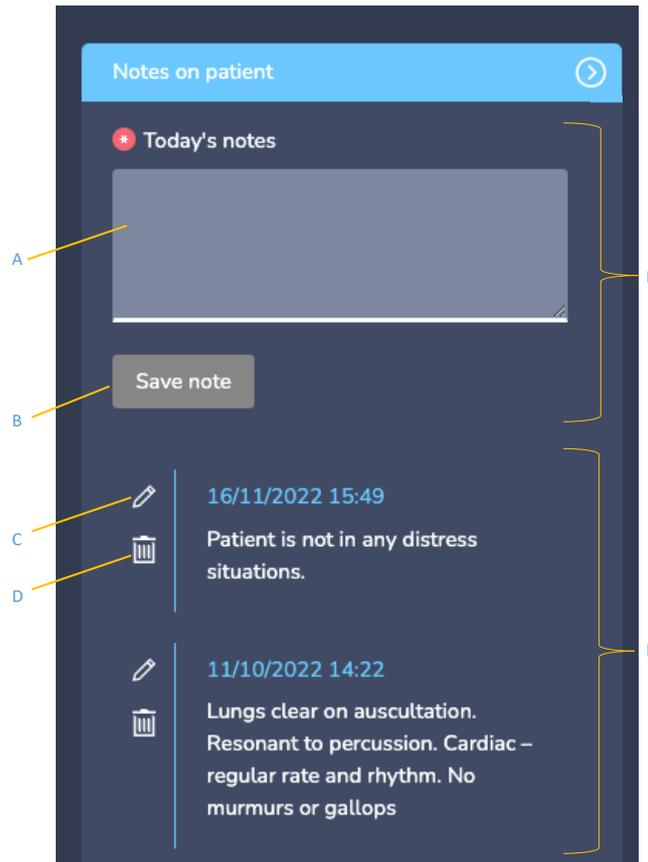 Notes on patient
* Today's notes
A
Save note
B
16/11/2022 15:49
C
Patient is not in any distress
situations.
D
11/10/2022 14:22
Lungs clear on auscultation.
Resonant to percussion. Cardiac –
regular rate and rhythm. No
murmurs or gallops